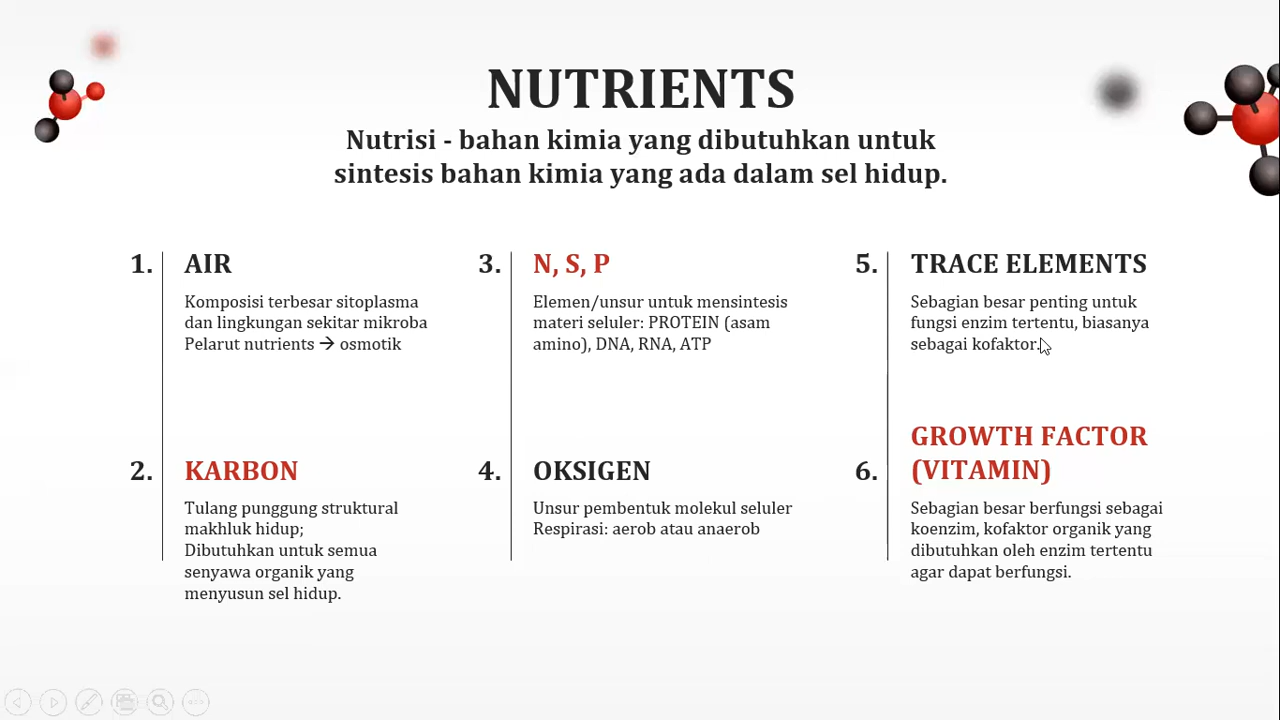 NUTRIENTS
Nutrisi - bahan kimia yang dibutuhkan untuk
sintesis bahan kimia yang ada dalam sel hidup.
1.
AIR
Komposisi terbesar sitoplasma
dan lingkungan sekitar mikroba
Pelarut nutrients → osmotik
2.
KARBON
Tulang punggung struktural
makhluk hidup;
Dibutuhkan untuk semua
senyawa organik yang
menyusun sel hidup.
3.
N, S, P
Elemen/unsur untuk mensintesis
materi seluler: PROTEIN (asam
amino), DNA, RNA, ATP
4.
OKSIGEN
Unsur pembentuk molekul seluler
Respirasi: aerob atau anaerob
5.
TRACE ELEMENTS
Sebagian besar penting untuk
fungsi enzim tertentu, biasanya
sebagai kofaktor.
6.
GROWTH FACTOR
(VITAMIN)
Sebagian besar berfungsi sebagai
koenzim, kofaktor organik yang
dibutuhkan oleh enzim tertentu
agar dapat berfungsi.